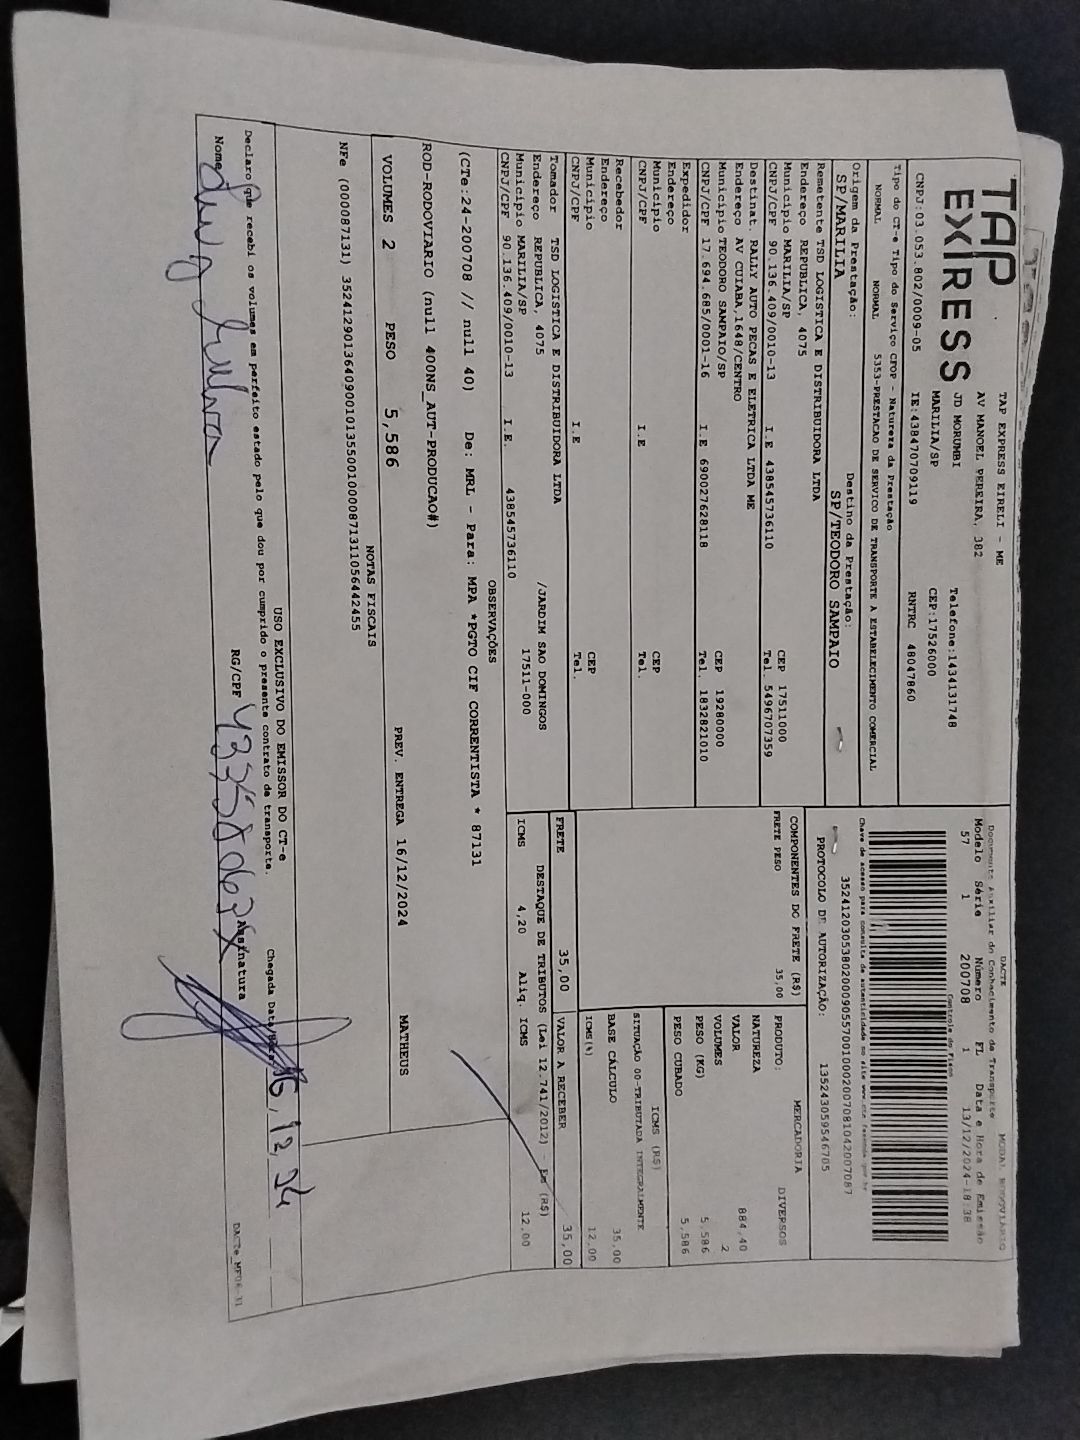 TAP EXPRESS
TAP EXPRESS EIRELI - ME
AV MANOEL PEREIRA, 382
JD MORUMBI Telefone:1434131748
MARILIA/SP CEP:17526000
CNPJ:03.053.802/0009-05 IE:438470709119 RNTRC 48047860
DACTE MODAL RODOVIÁRIO
Documento Auxiliar do Conhecimento de Transporte
Modelo Série Número FL Data e Hora de Emissão
57 1 200708 1 13/12/2024-18:38
Controle do Fisco
Chave de acesso para consulta de autenticidade no site www.cte.fazenda.gov.br
PROTOCOLO DE AUTORIZAÇÃO: 135243059546705
Tipo do CT-e Tipo do Serviço CFOP - Natureza da Prestação
NORMAL NORMAL 5353-PRESTACAO DE SERVICO DE TRANSPORTE A ESTABELECIMENTO COMERCIAL
Origem da Prestação: Destino da Prestação:
SP/MARILIA SP/TEODORO SAMPAIO
Remetente TSD LOGISTICA E DISTRIBUIDORA LTDA
Endereço REPUBLICA, 4075
Município MARILIA/SP CEP 17511000
CNPJ/CPF 90.136.409/0010-13 I.E 438545736110 Tel. 5496707359
Destinat. RALLY AUTO PECAS E ELETRICA LTDA ME
Endereço AV CUIABA,1648/CENTRO
Município TEODORO SAMPAIO/SP CEP 19280000
CNPJ/CPF 17.694.685/0001-16 I.E 690027628118 Tel. 1832821010
Expedidor
Endereço
Município CEP
CNPJ/CPF I.E Tel.
Recebedor
Endereço
Município CEP
CNPJ/CPF I.E Tel.
Tomador TSD LOGISTICA E DISTRIBUIDORA LTDA
Endereço REPUBLICA, 4075 /JARDIM SAO DOMINGOS
Município MARILIA/SP 17511-000
CNPJ/CPF 90.136.409/0010-13 I.E. 438545736110
COMPONENTES DO FRETE (R$)
FRETE PESO 35,00
PRODUTO: MERCADORIA
NATUREZA DIVERSOS
VALOR 884,40
VOLUMES 2
PESO (KG) 5,586
PESO CUBADO 5,586
ICMS (R$)
SITUAÇÃO 00-TRIBUTADA INTEGRALMENTE
BASE CÁLCULO 35,00
ICMS(%) 12,00
FRETE 35,00 VALOR A RECEBER 35,00
DESTAQUE DE TRIBUTOS (Lei 12.741/2012) - Em (R$)
ICMS 4,20 Aliq. ICMS 12,00
OBSERVAÇÕES
(CTe:24-200708 // null 40) De: MRL - Para: MPA *PGTO CIF CORRENTISTA * 87131
ROD-RODOVIARIO (null 400NS_AUT-PRODUCAO#)
VOLUMES 2 PESO 5,586 PREV. ENTREGA 16/12/2024 MATHEUS
NOTAS FISCAIS
NFe (000087131) 35241290136409001013550010000871311056442455
USO EXCLUSIVO DO EMISSOR DO CT-e
Declaro que recebi os volumes em perfeito estado pelo que dou por cumprido o presente contrato de transporte. Chegada Data/Hora 16,12,24
Nome RG/CPF Assinatura